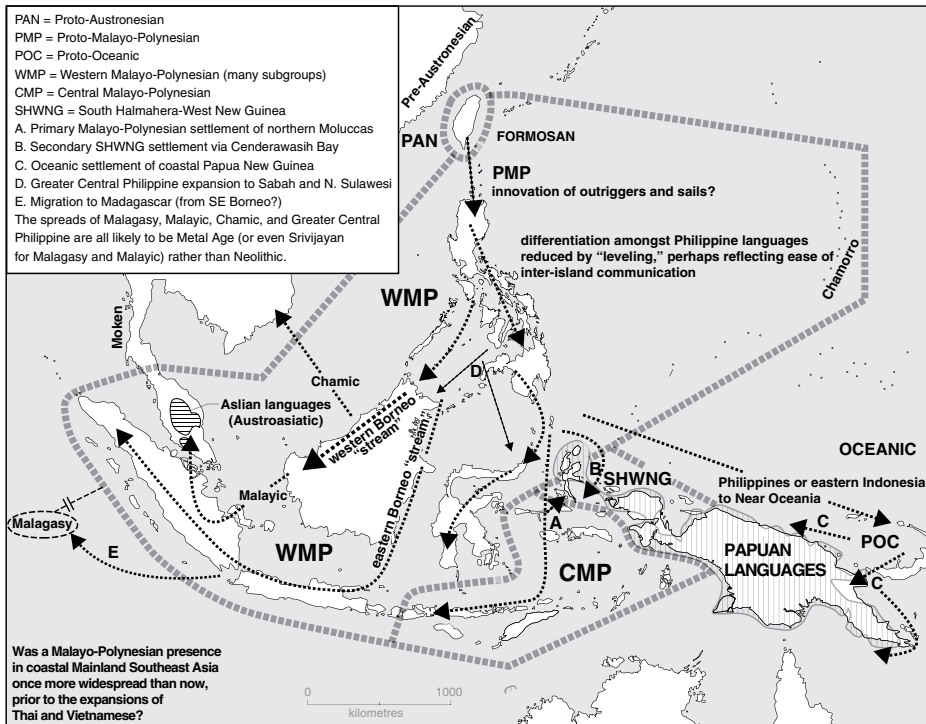 PAN = Proto-Austronesian
PMP = Proto-Malayo-Polynesian
POC = Proto-Oceanic
WMP = Western Malayo-Polynesian (many subgroups)
CMP = Central Malayo-Polynesian
SHWNG = South Halmahera-West New Guinea
A. Primary Malayo-Polynesian settlement of northern Moluccas
B. Secondary SHWNG settlement via Cenderawasih Bay
C. Oceanic settlement of coastal Papua New Guinea
D. Greater Central Philippine expansion to Sabah and N. Sulawesi
E. Migration to Madagascar (from SE Borneo?)
The spreads of Malagasy, Malayic, Chamic, and Greater Central
Philippine are all likely to be Metal Age (or even Srivijayan
for Malagasy and Malayic) rather than Neolithic.
Pre-Austronesian
PAN
FORMOSAN
PMP
innovation of outriggers and sails?
differentiation amongst Philippine languages
reduced by “leveling,” perhaps reflecting ease of
inter-island communication
Chamorro
WMP
Moken
Chamic
D
Aslian languages
(Austroasiatic)
western Borneo
“stream”
eastern Borneo “stream”
Malayic
OCEANIC
B
SHWNG
Philippines or eastern Indonesia
to Near Oceania
A
C
POC
Malagasy
E
WMP
CMP
PAPUAN
LANGUAGES
C
Was a Malayo-Polynesian presence
in coastal Mainland Southeast Asia
once more widespread than now,
prior to the expansions of
Thai and Vietnamese?
0
1000
kilometres